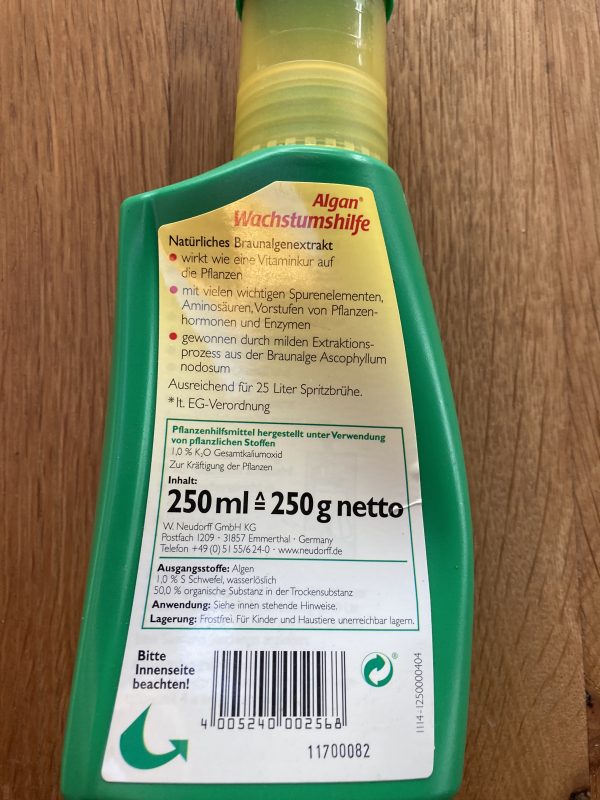 Algan®
Wachstumshilfe
Natürliches Braunalgenextrakt
• wirkt wie eine Vitaminkur auf
die Pflanzen
• mit vielen wichtigen Spurenelementen,
Aminosäuren, Vorstufen von Pflanzen-
hormonen und Enzymen
• gewonnen durch milden Extraktions-
prozess aus der Braunalge Ascophyllum
nodosum
Ausreichend für 25 Liter Spritzbrühe.
*lt. EG-Verordnung
Pflanzenhilfsmittel hergestellt unter Verwendung
von pflanzlichen Stoffen
1,0 % K₂O Gesamtkaliumoxid
Zur Kräftigung der Pflanzen
Inhalt:
250 ml ≙ 250 g netto
W. Neudorff GmbH KG
Postfach 1209 · 31857 Emmerthal · Germany
Telefon +49 (0) 51 55/6 24-0 · www.neudorff.de
Ausgangsstoffe: Algen
1,0 % S Schwefel, wasserlöslich
50,0 % organische Substanz in der Trockensubstanz
Anwendung: Siehe innen stehende Hinweise.
Lagerung: Frostfrei. Für Kinder und Haustiere unerreichbar lagern.
Bitte
Innenseite
beachten!
®
4 005240 002568
11700082
1114-1250000404